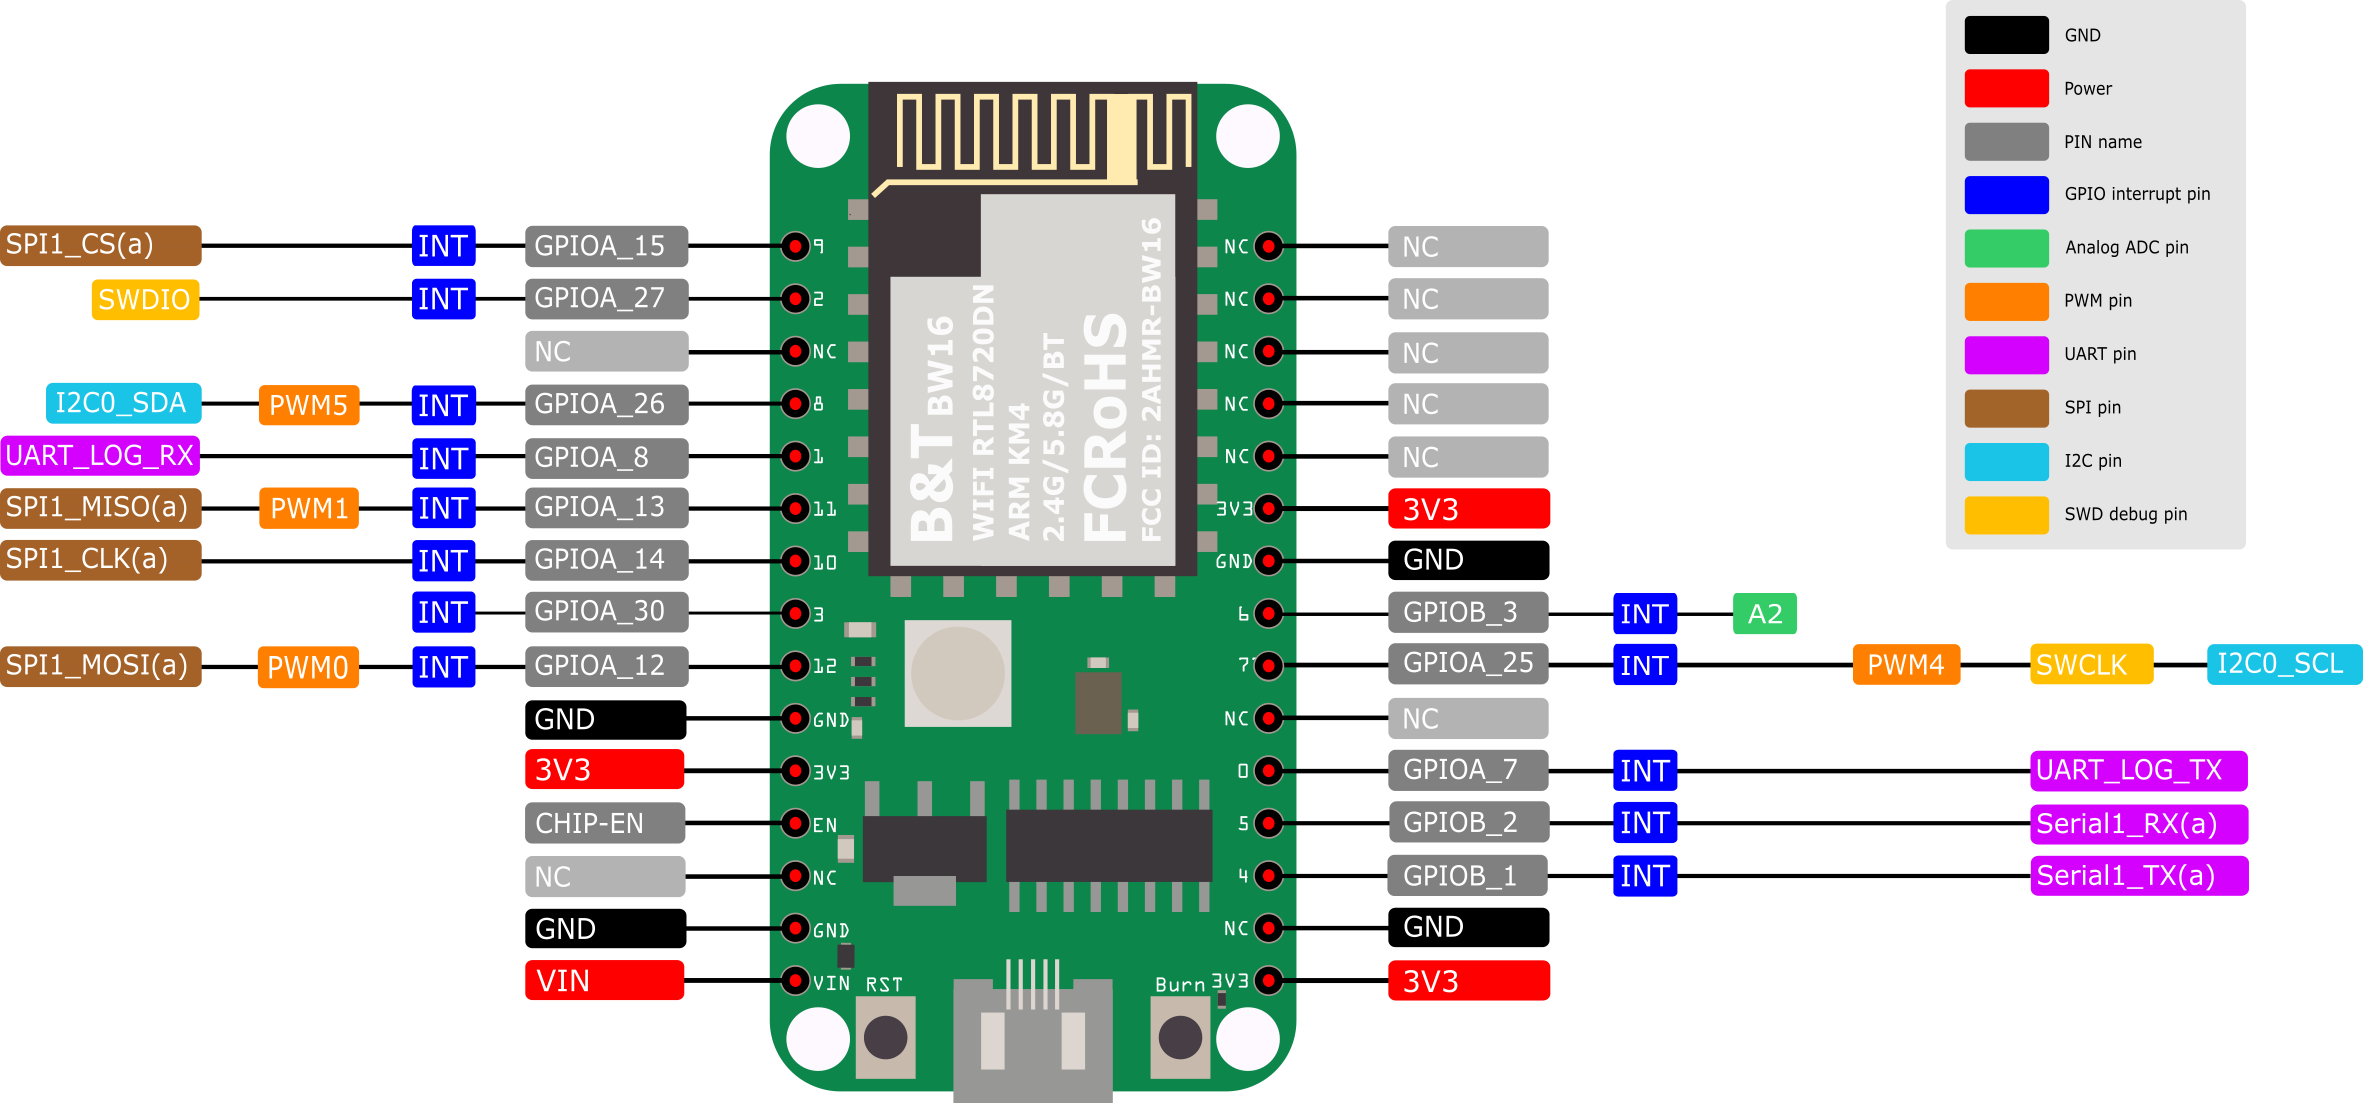 GND
Power
PIN name
GPIO interrupt pin
Analog ADC pin
PWM pin
UART pin
SPI pin
I2C pin
SWD debug pin
SPI1_CS(a) INT GPIOA_15 9 NC NC
SWDIO INT GPIOA_27 2 NC NC
NC NC NC NC
I2C0_SDA PWM5 INT GPIOA_26 8 NC NC
UART_LOG_RX INT GPIOA_8 1 NC NC
SPI1_MISO(a) PWM1 INT GPIOA_13 11 3V3 3V3
SPI1_CLK(a) INT GPIOA_14 10 GND GND
INT GPIOA_30 3 6 GPIOB_3 INT A2
SPI1_MOSI(a) PWM0 INT GPIOA_12 12 7 GPIOA_25 INT PWM4 SWCLK I2C0_SCL
GND GND NC NC
3V3 3V3 0 GPIOA_7 INT UART_LOG_TX
CHIP-EN EN 5 GPIOB_2 INT Serial1_RX(a)
NC NC 4 GPIOB_1 INT Serial1_TX(a)
GND GND NC GND
VIN VIN RST Burn 3V3 3V3
B&T BW16
WIFI RTL8720DN
ARM KM4
2.4G/5.8G/BT
FCRoHS
FCC ID: 2AHMR-BW16